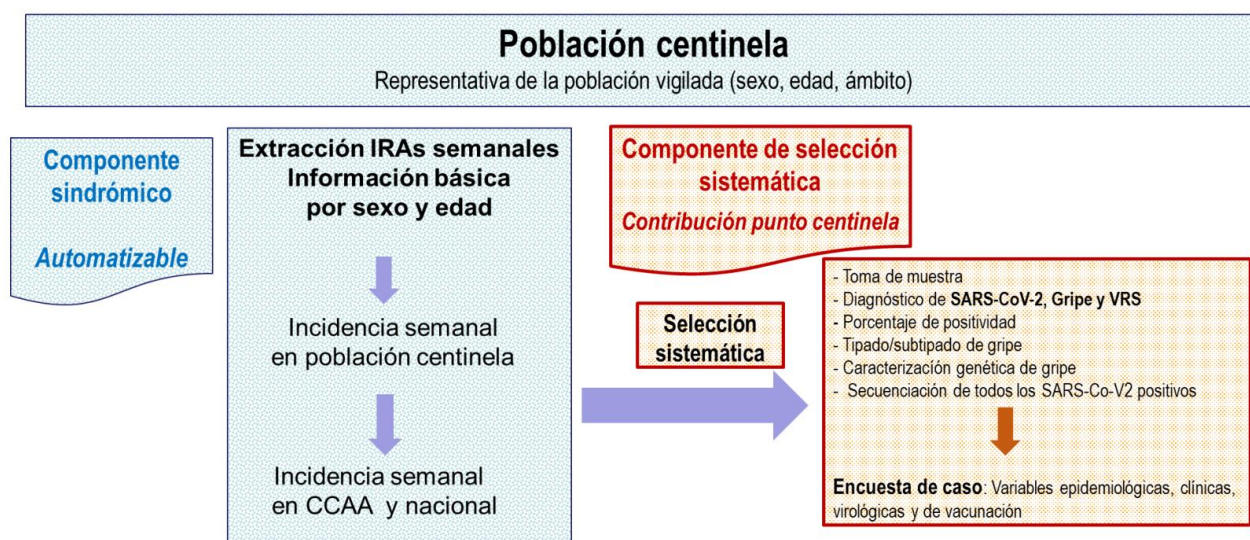 Población centinela
Representativa de la población vigilada (sexo, edad, ámbito)
Componente
sindrómico
Automatizable
Extracción IRAs semanales
Información básica
por sexo y edad
Incidencia semanal
en población centinela
Incidencia semanal
en CCAA y nacional
Componente de selección
sistemática
Contribución punto centinela
Selección
sistemática
- Toma de muestra
- Diagnóstico de SARS-CoV-2, Gripe y VRS
- Porcentaje de positividad
- Tipado/subtipado de gripe
- Caracterización genética de gripe
- Secuenciación de todos los SARS-Co-V2 positivos
Encuesta de caso: Variables epidemiológicas, clínicas,
virológicas y de vacunación